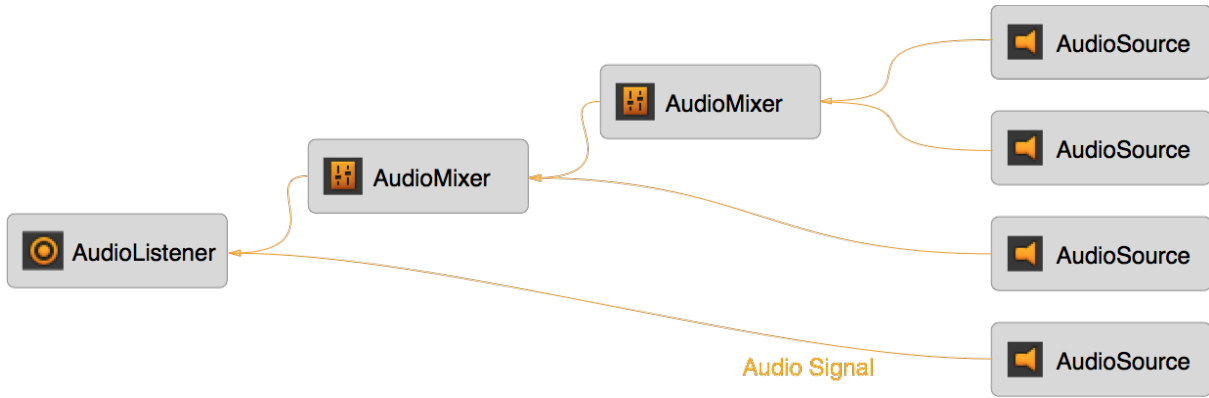 AudioSource
AudioMixer
AudioSource
AudioMixer
AudioListener
AudioSource
AudioSource
Audio Signal